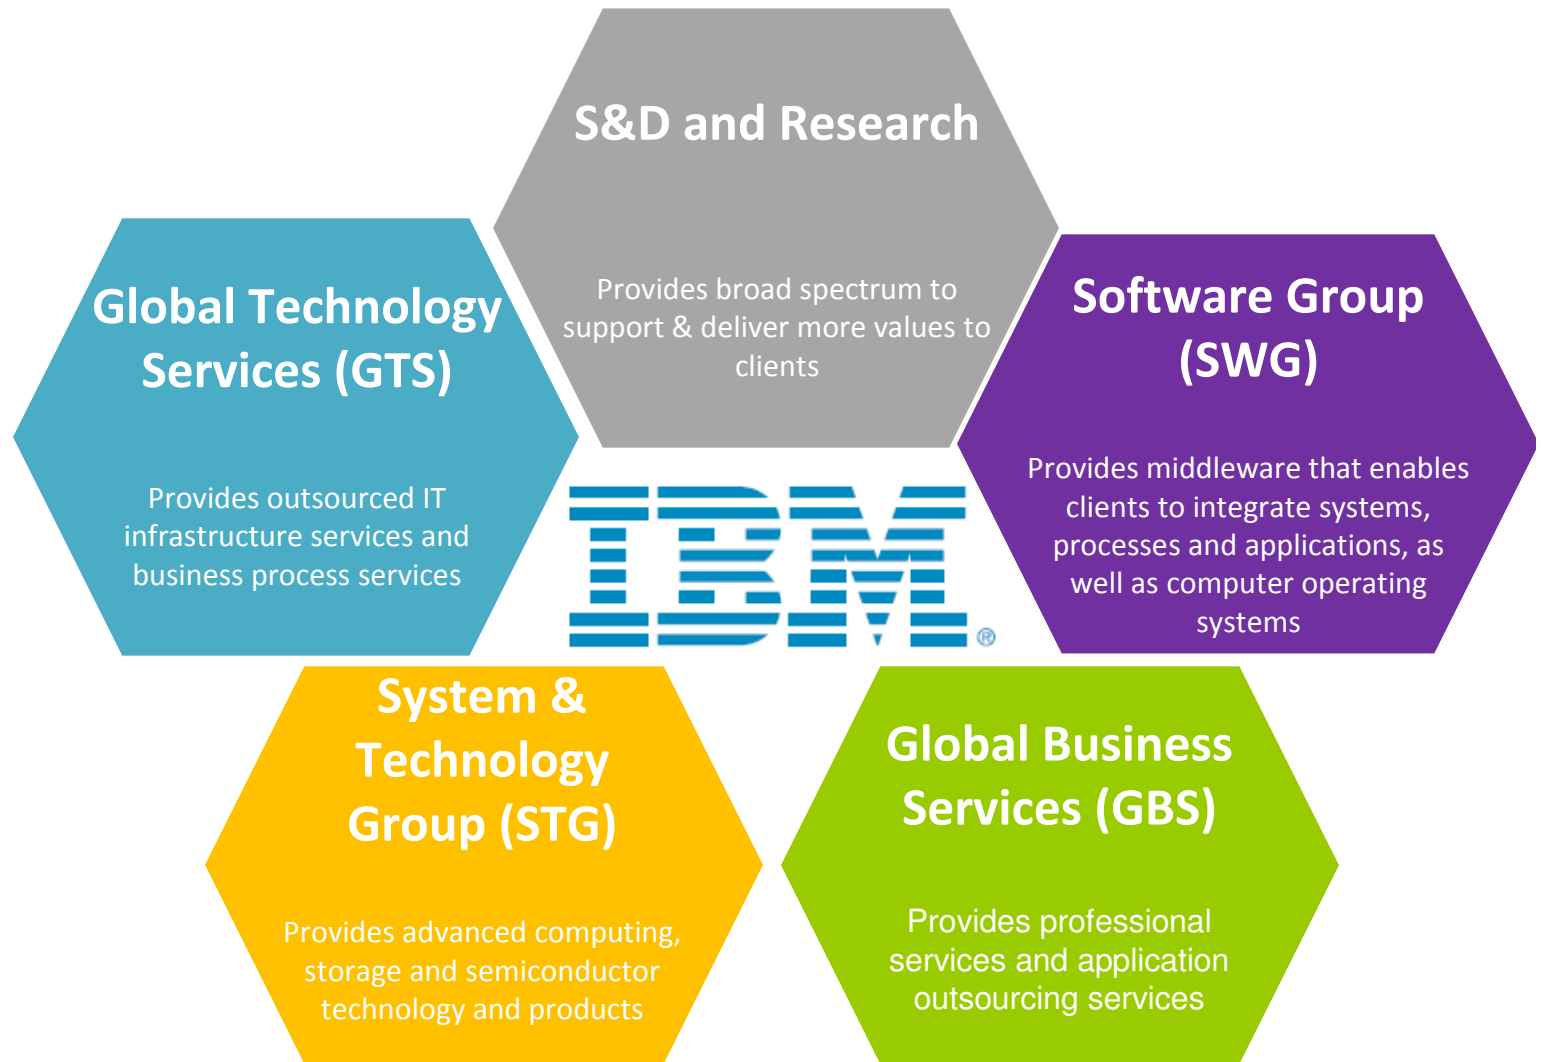 S&D and Research
Provides broad spectrum to
support & deliver more values to
clients
Global Technology
Services (GTS)
Provides outsourced IT
infrastructure services and
business process services
Software Group
(SWG)
Provides middleware that enables
clients to integrate systems,
processes and applications, as
well as computer operating
systems
IBM®
System &
Technology
Group (STG)
Provides advanced computing,
storage and semiconductor
technology and products
Global Business
Services (GBS)
Provides professional
services and application
outsourcing services